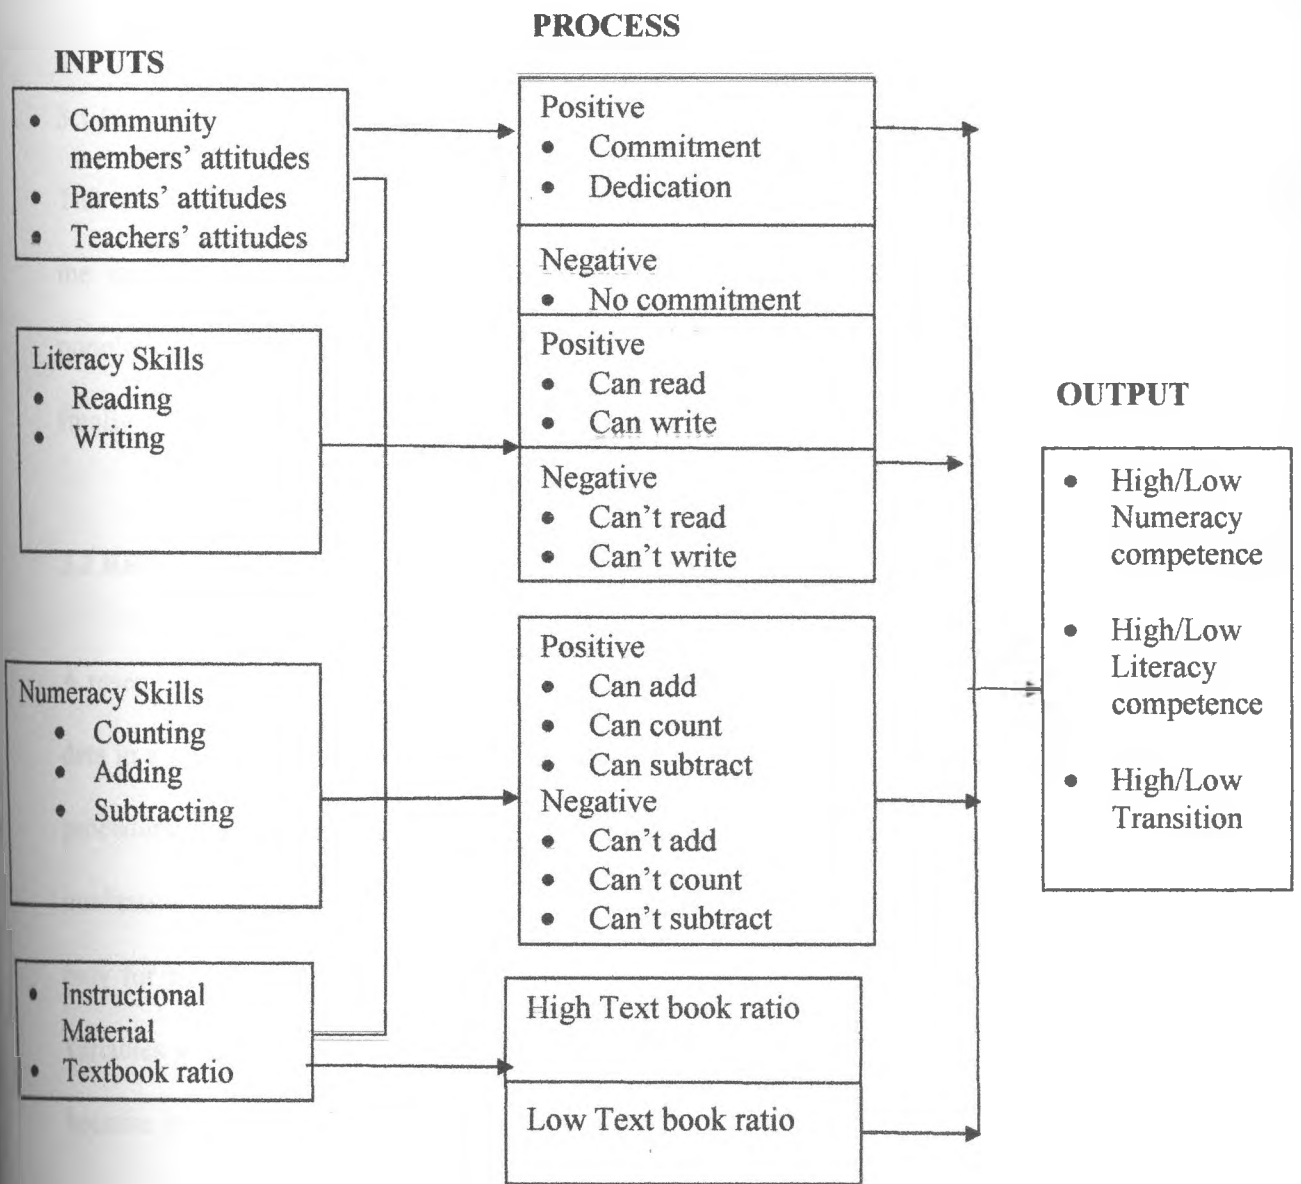 PROCESS
INPUTS
• Community
members’ attitudes
• Parents’ attitudes
• Teachers’ attitudes
the
Literacy Skills
• Reading
• Writing
Numeracy Skills
• Counting
• Adding
• Subtracting
• Instructional
Material
• Textbook ratio
Positive
• Commitment
• Dedication
Negative
• No commitment
Positive
• Can read
• Can write
Negative
• Can't read
• Can't write
Positive
• Can add
• Can count
• Can subtract
Negative
• Can’t add
• Can’t count
• Can’t subtract
High Text book ratio
Low Text book ratio
OUTPUT
• High/Low
Numeracy
competence
• High/Low
Literacy
competence
• High/Low
Transition